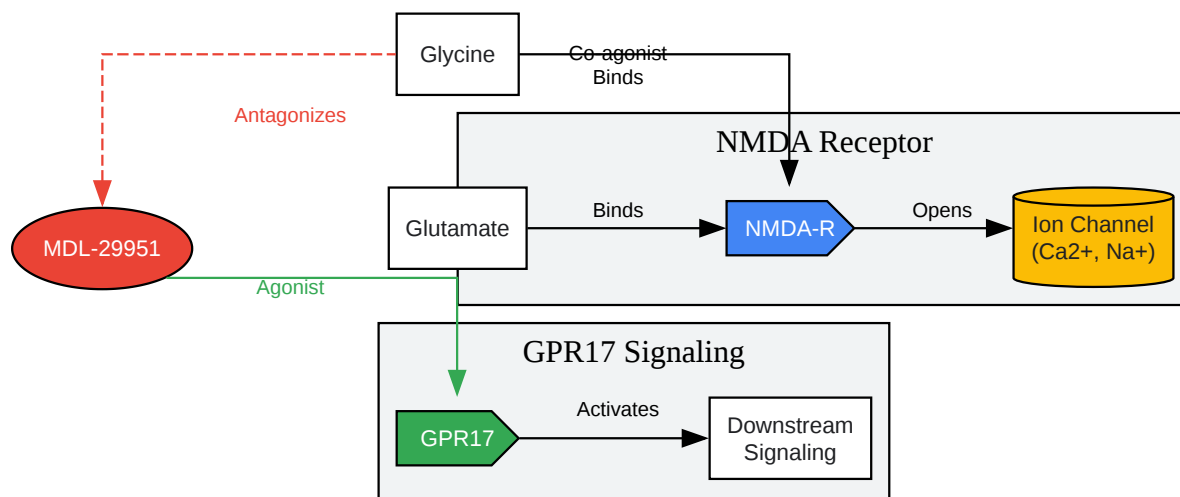 Glycine
Co-agonist
Binds
Antagonizes
NMDA Receptor
Glutamate
Binds
NMDA-R
Opens
Ion Channel
(Ca2+, Na+)
MDL-29951
Agonist
GPR17 Signaling
GPR17
Activates
Downstream
Signaling